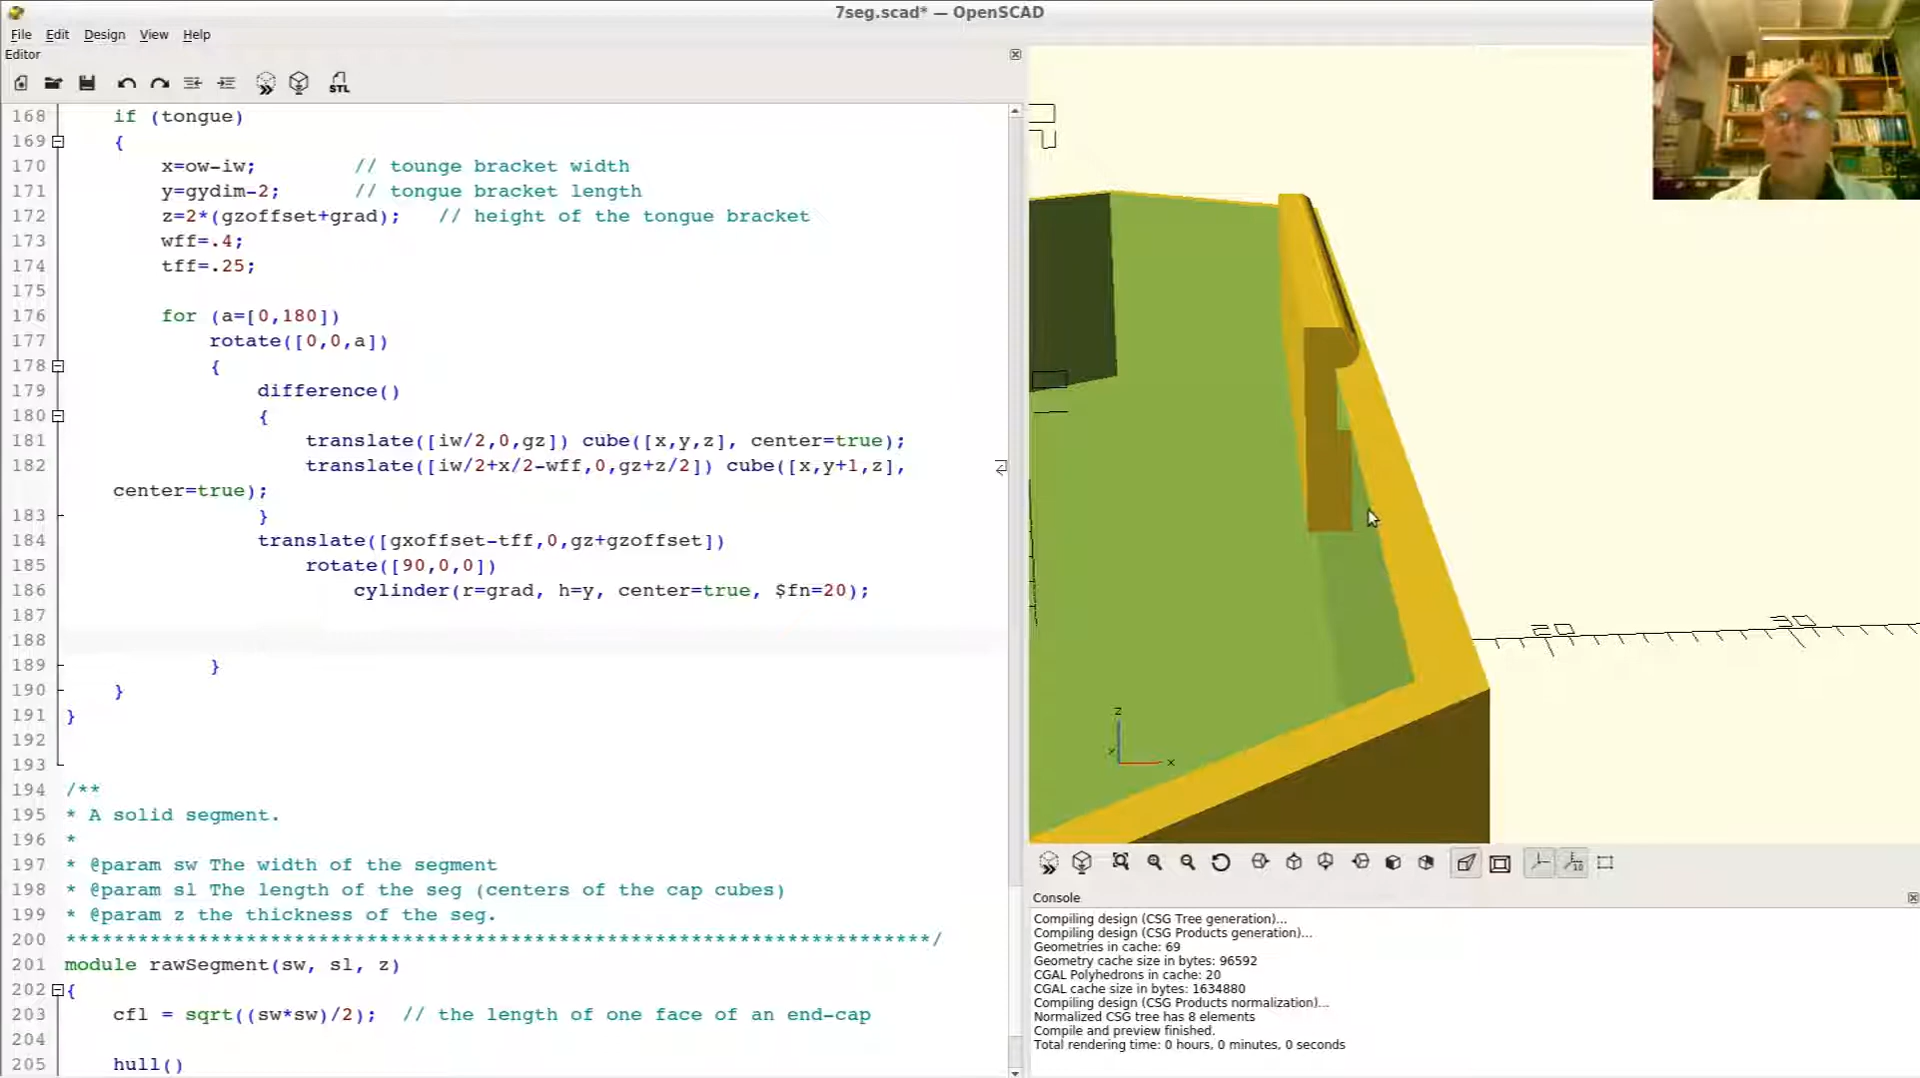 7seg.scad* — OpenSCAD
File Edit Design View Help
Editor
STL
168 if (tongue)
169 {
170 x=ow-iw; // tounge bracket width
171 y=gydim-2; // tongue bracket length
172 z=2*(gzoffset+grad); // height of the tongue bracket
173 wff=.4;
174 tff=.25;
175
176 for (a=[0,180])
177 rotate([0,0,a])
178 {
179 difference()
180 {
181 translate([iw/2,0,gz]) cube([x,y,z], center=true);
182 translate([iw/2+x/2-wff,0,gz+z/2]) cube([x,y+1,z],
center=true);
183 }
184 translate([gxoffset-tff,0,gz+gzoffset])
185 rotate([90,0,0])
186 cylinder(r=grad, h=y, center=true, $fn=20);
187
188
189 }
190 }
191 }
192
193
194 /**
195 * A solid segment.
196 *
197 * @param sw The width of the segment
198 * @param sl The length of the seg (centers of the cap cubes)
199 * @param z the thickness of the seg.
200 ************************************************************************/
201 module rawSegment(sw, sl, z)
202 {
203 cfl = sqrt((sw*sw)/2); // the length of one face of an end-cap
204
205 hull()
20 30
z
y x
10
Console
Compiling design (CSG Tree generation)...
Compiling design (CSG Products generation)...
Geometries in cache: 69
Geometry cache size in bytes: 96592
CGAL Polyhedrons in cache: 20
CGAL cache size in bytes: 1634880
Compiling design (CSG Products normalization)...
Normalized CSG tree has 8 elements
Compile and preview finished.
Total rendering time: 0 hours, 0 minutes, 0 seconds